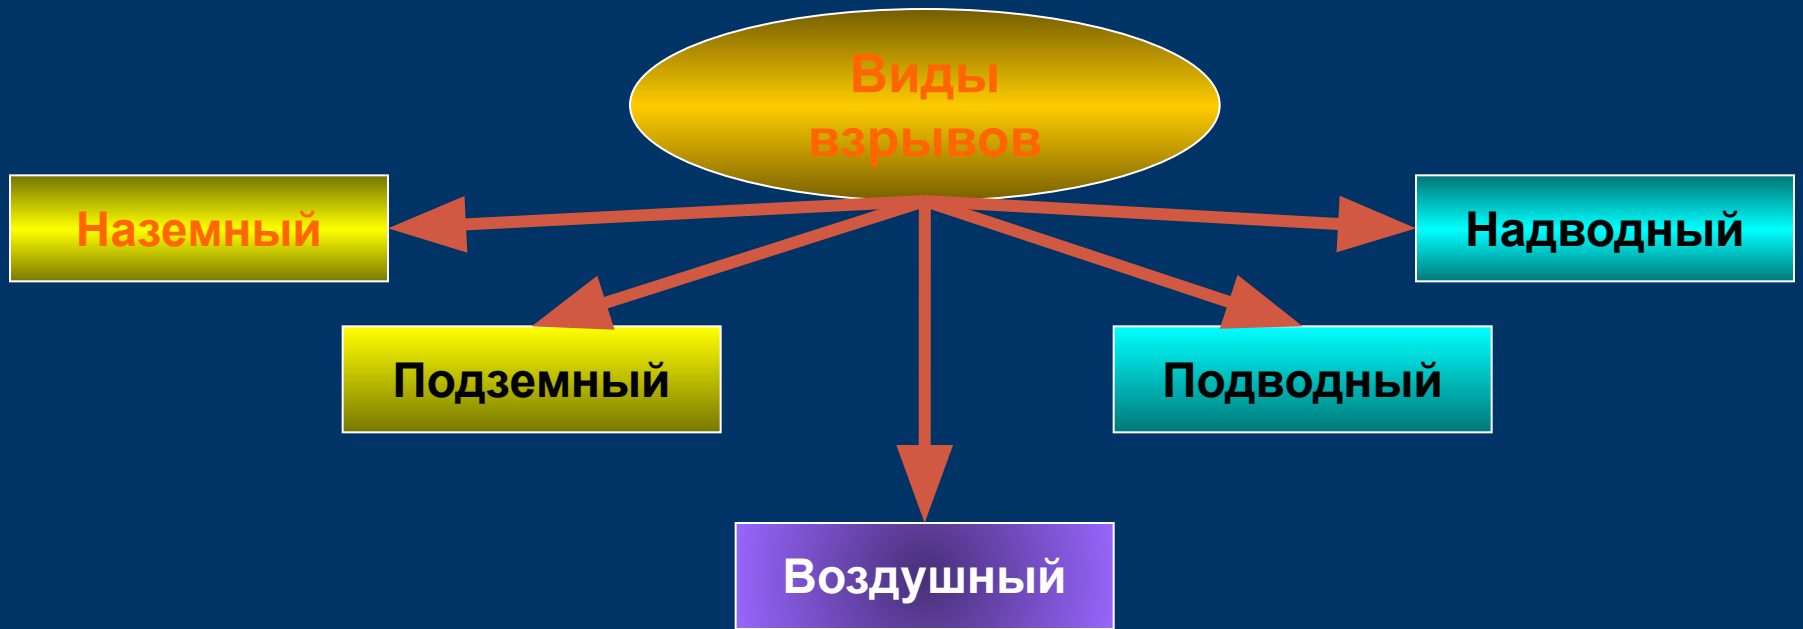 Виды
взрывов
Наземный
Надводный
Подземный
Подводный
Воздушный